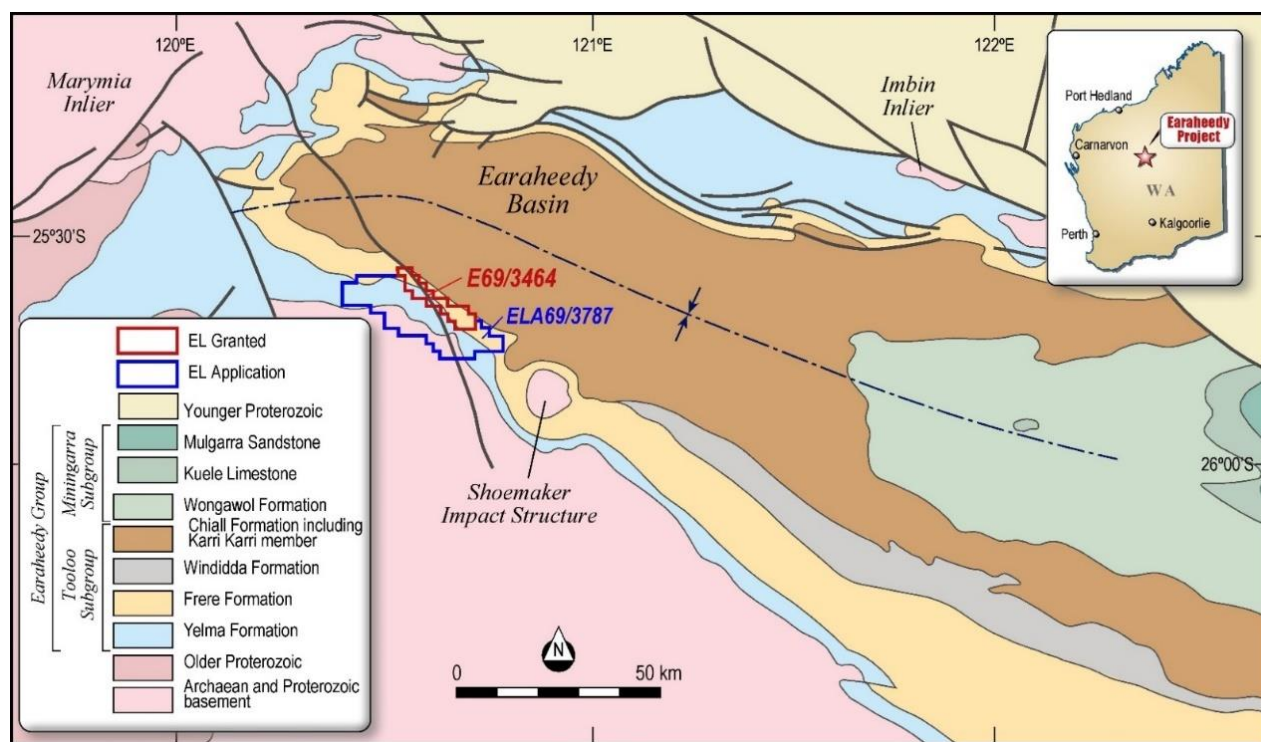 120°E
121°E
122°E
Marymia
Inlier
Imbin
Inlier
Port Hedland
Earaheedy
Project
Carnarvon
WA
Perth
Kalgoorlie
Earaheedy
Basin
25º30’S
E69/3464
ELA69/3787
Shoemaker
Impact Structure
26º00’S
EL Granted
EL Application
Younger Proterozoic
Mulgarra Sandstone
Kuele Limestone
Wongawol Formation
Chiall Formation including
Karri Karri member
Windidda Formation
Frere Formation
Yelma Formation
Older Proterozoic
Archaean and Proterozoic
basement
Earaheedy Group
Miningarra
Subgroup
Tooloo
Subgroup
N
0
50 km